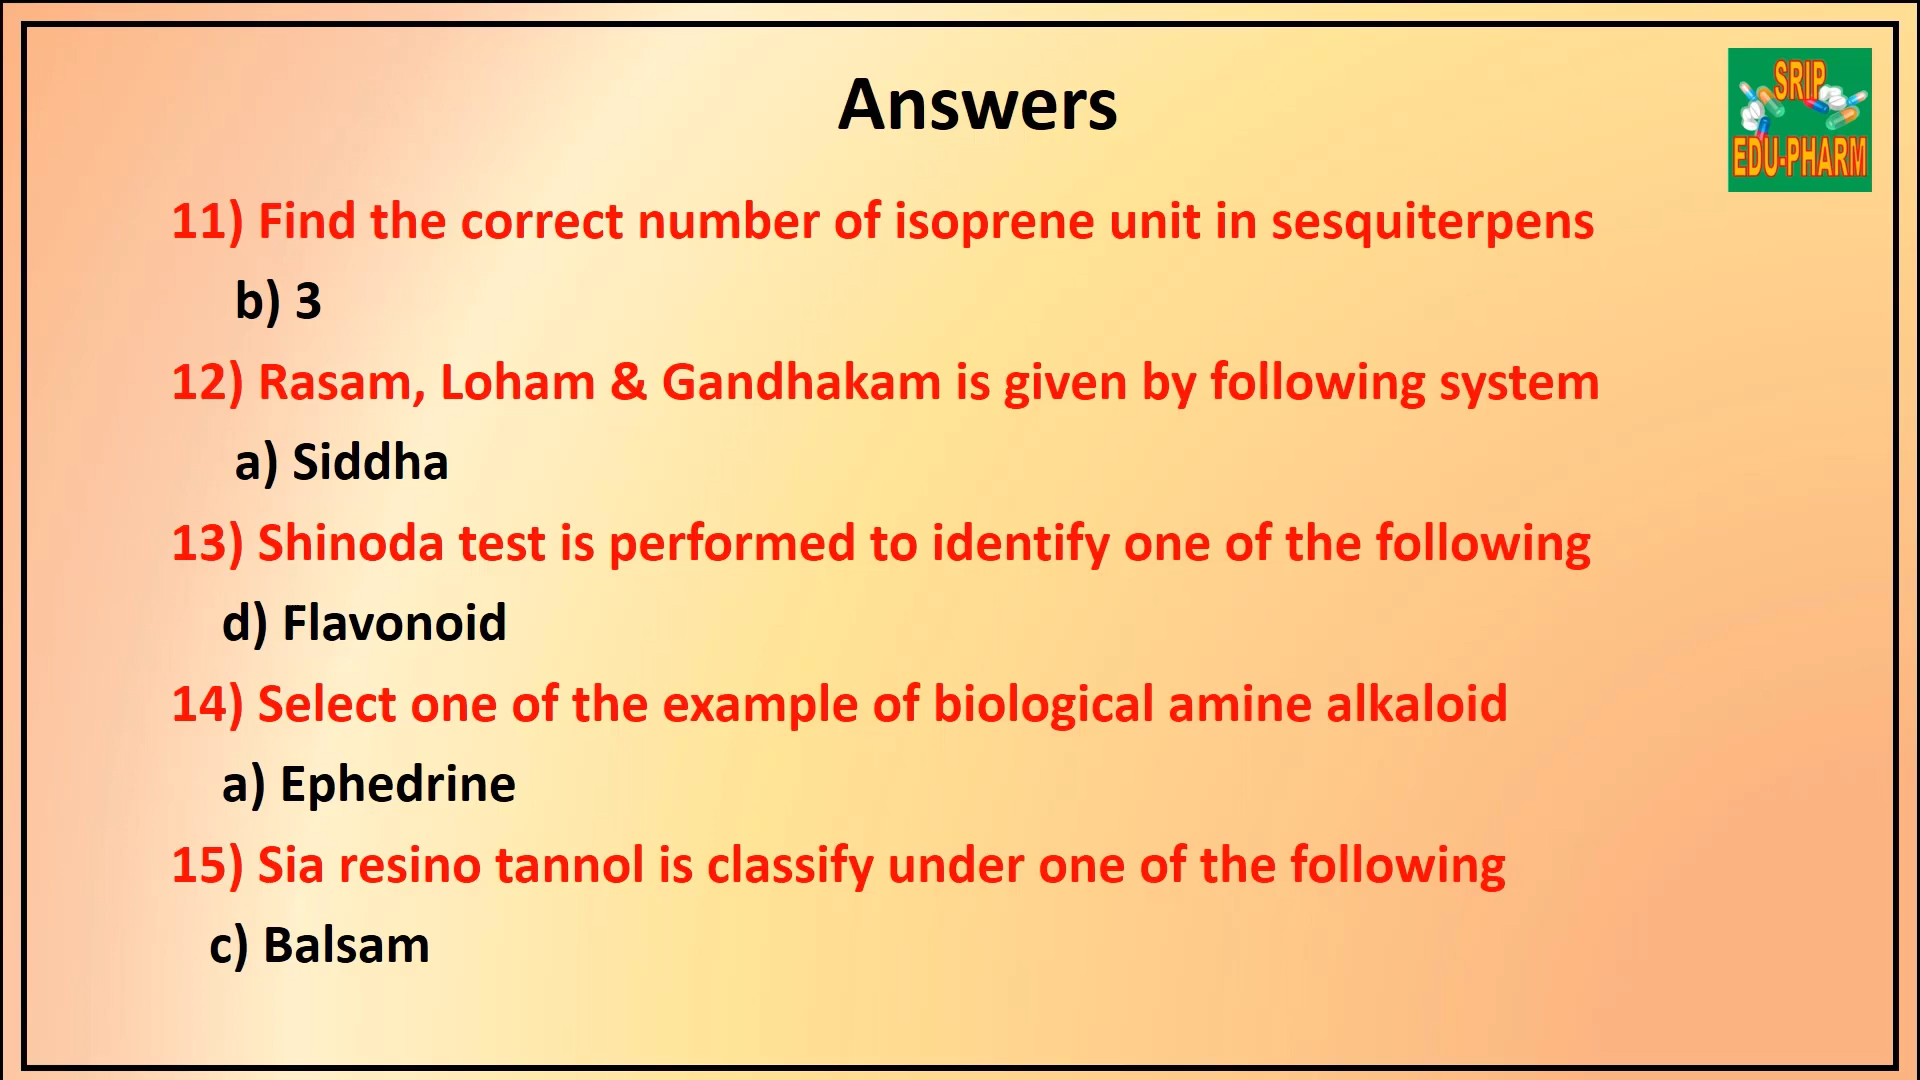 Answers
SRIP
EDU-PHARM
11) Find the correct number of isoprene unit in sesquiterpens
b) 3
12) Rasam, Loham & Gandhakam is given by following system
a) Siddha
13) Shinoda test is performed to identify one of the following
d) Flavonoid
14) Select one of the example of biological amine alkaloid
a) Ephedrine
15) Sia resino tannol is classify under one of the following
c) Balsam